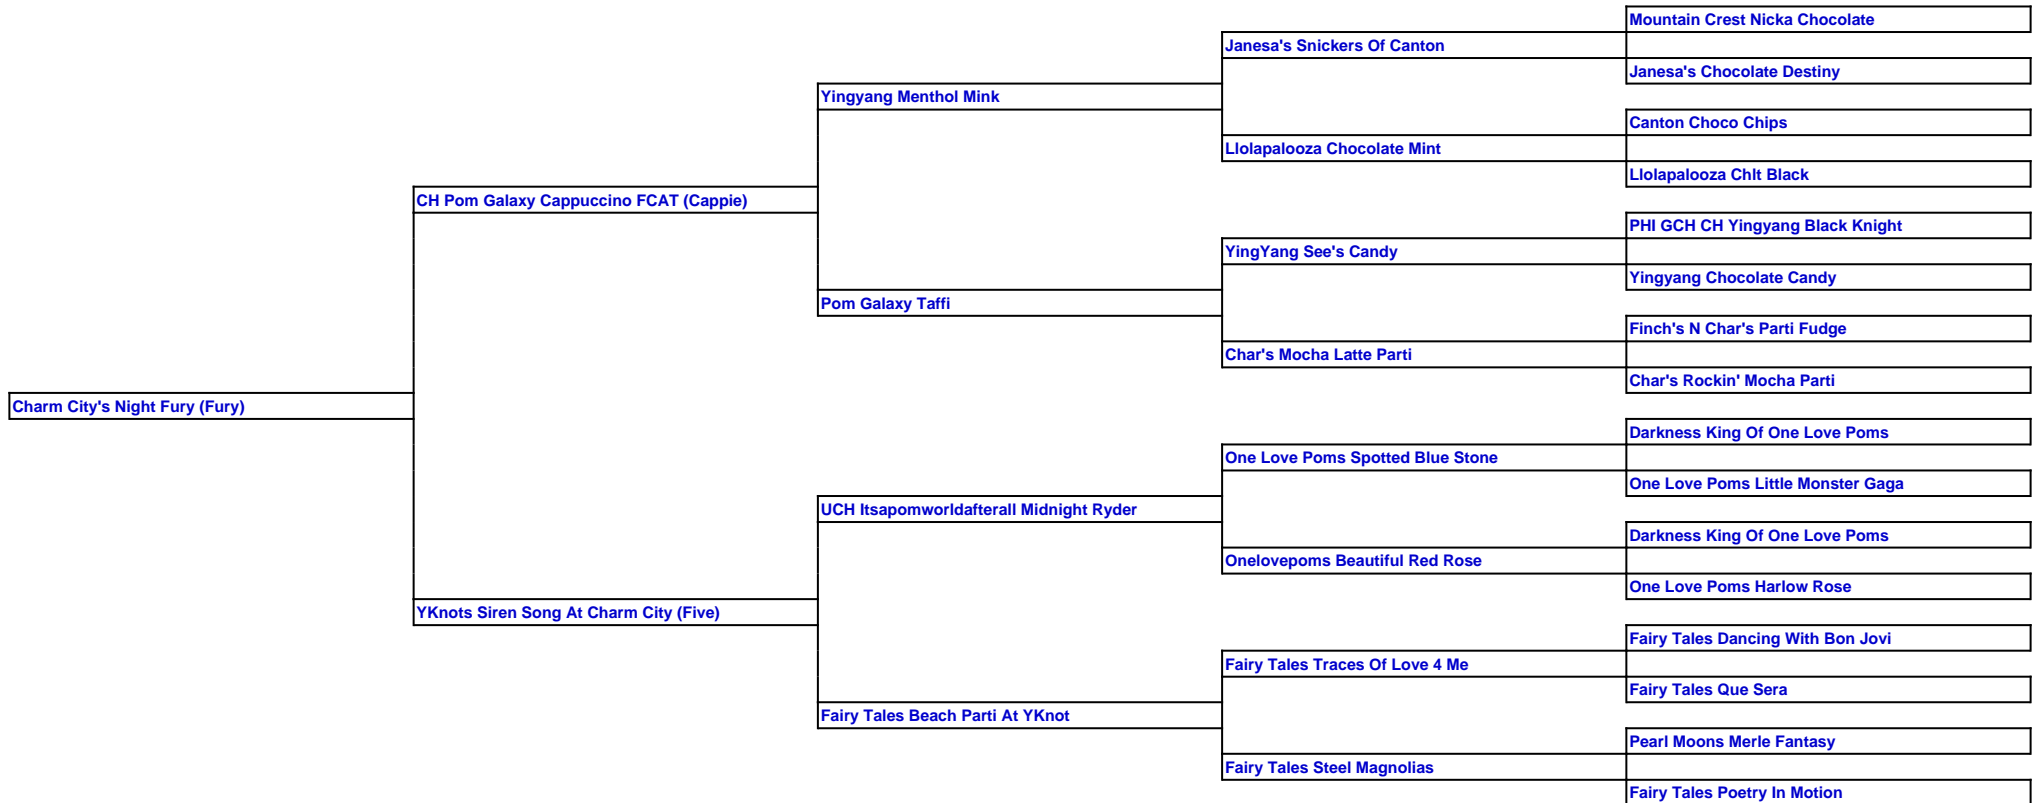 Mountain Crest Nicka Chocolate
Janesa's Snickers Of Canton
Janesa's Chocolate Destiny
Yingyang Menthol Mink
Canton Choco Chips
Llolapalooza Chocolate Mint
Llolapalooza Chlt Black
CH Pom Galaxy Cappuccino FCAT (Cappie)
PHI GCH CH Yingyang Black Knight
YingYang See's Candy
Yingyang Chocolate Candy
Pom Galaxy Taffi
Finch's N Char's Parti Fudge
Char's Mocha Latte Parti
Char's Rockin' Mocha Parti
Charm City's Night Fury (Fury)
Darkness King Of One Love Poms
One Love Poms Spotted Blue Stone
One Love Poms Little Monster Gaga
UCH Itsapomworldafterall Midnight Ryder
Darkness King Of One Love Poms
Onelovepoms Beautiful Red Rose
One Love Poms Harlow Rose
YKnots Siren Song At Charm City (Five)
Fairy Tales Dancing With Bon Jovi
Fairy Tales Traces Of Love 4 Me
Fairy Tales Que Sera
Fairy Tales Beach Parti At YKnot
Pearl Moons Merle Fantasy
Fairy Tales Steel Magnolias
Fairy Tales Poetry In Motion